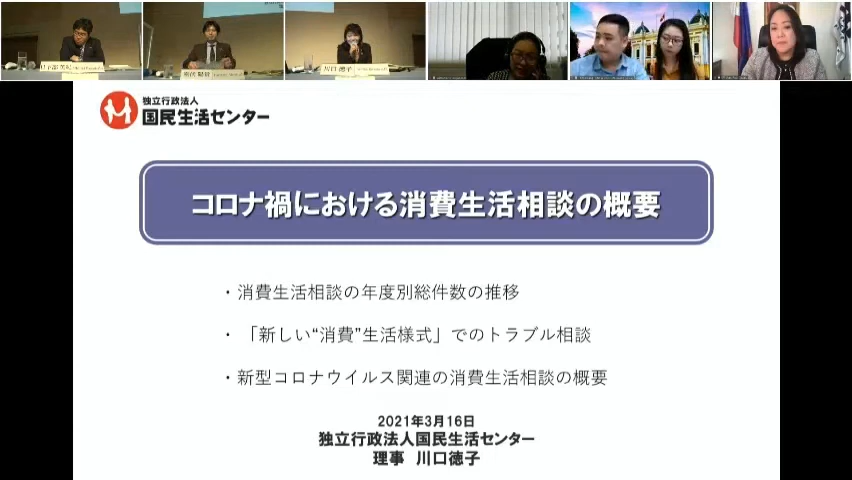 川口 徳子
独立行政法人
国民生活センター
コロナ禍における消費生活相談の概要
・消費生活相談の年度別総件数の推移
・「新しい“消費”生活様式」でのトラブル相談
・新型コロナウイルス関連の消費生活相談の概要
2021年3月16日
独立行政法人国民生活センター
理事 川口徳子